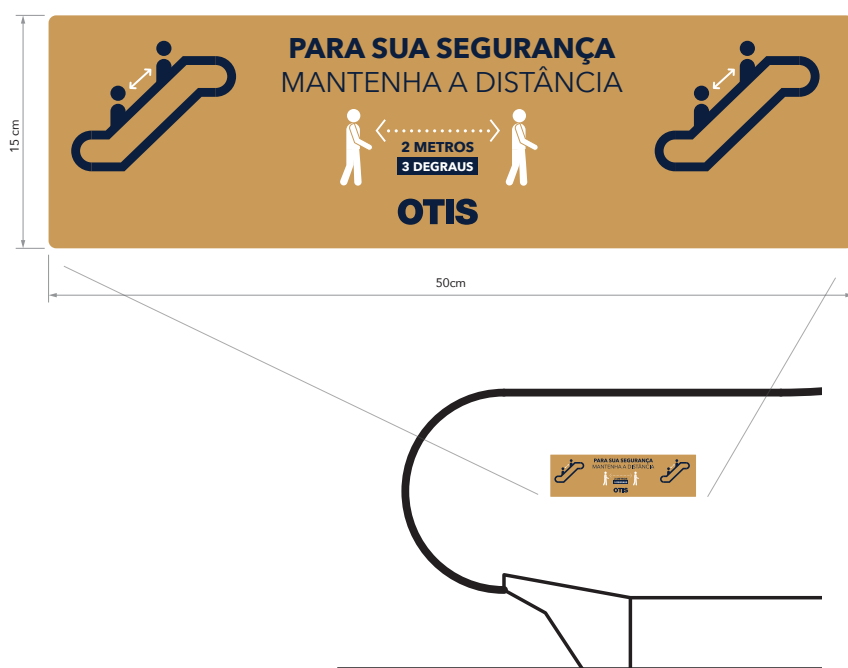 PARA SUA SEGURANÇA
MANTENHA A DISTÂNCIA
2 METROS
3 DEGRAUS
OTIS
15 cm
50cm
PARA SUA SEGURANÇA
MANTENHA A DISTÂNCIA
OTIS